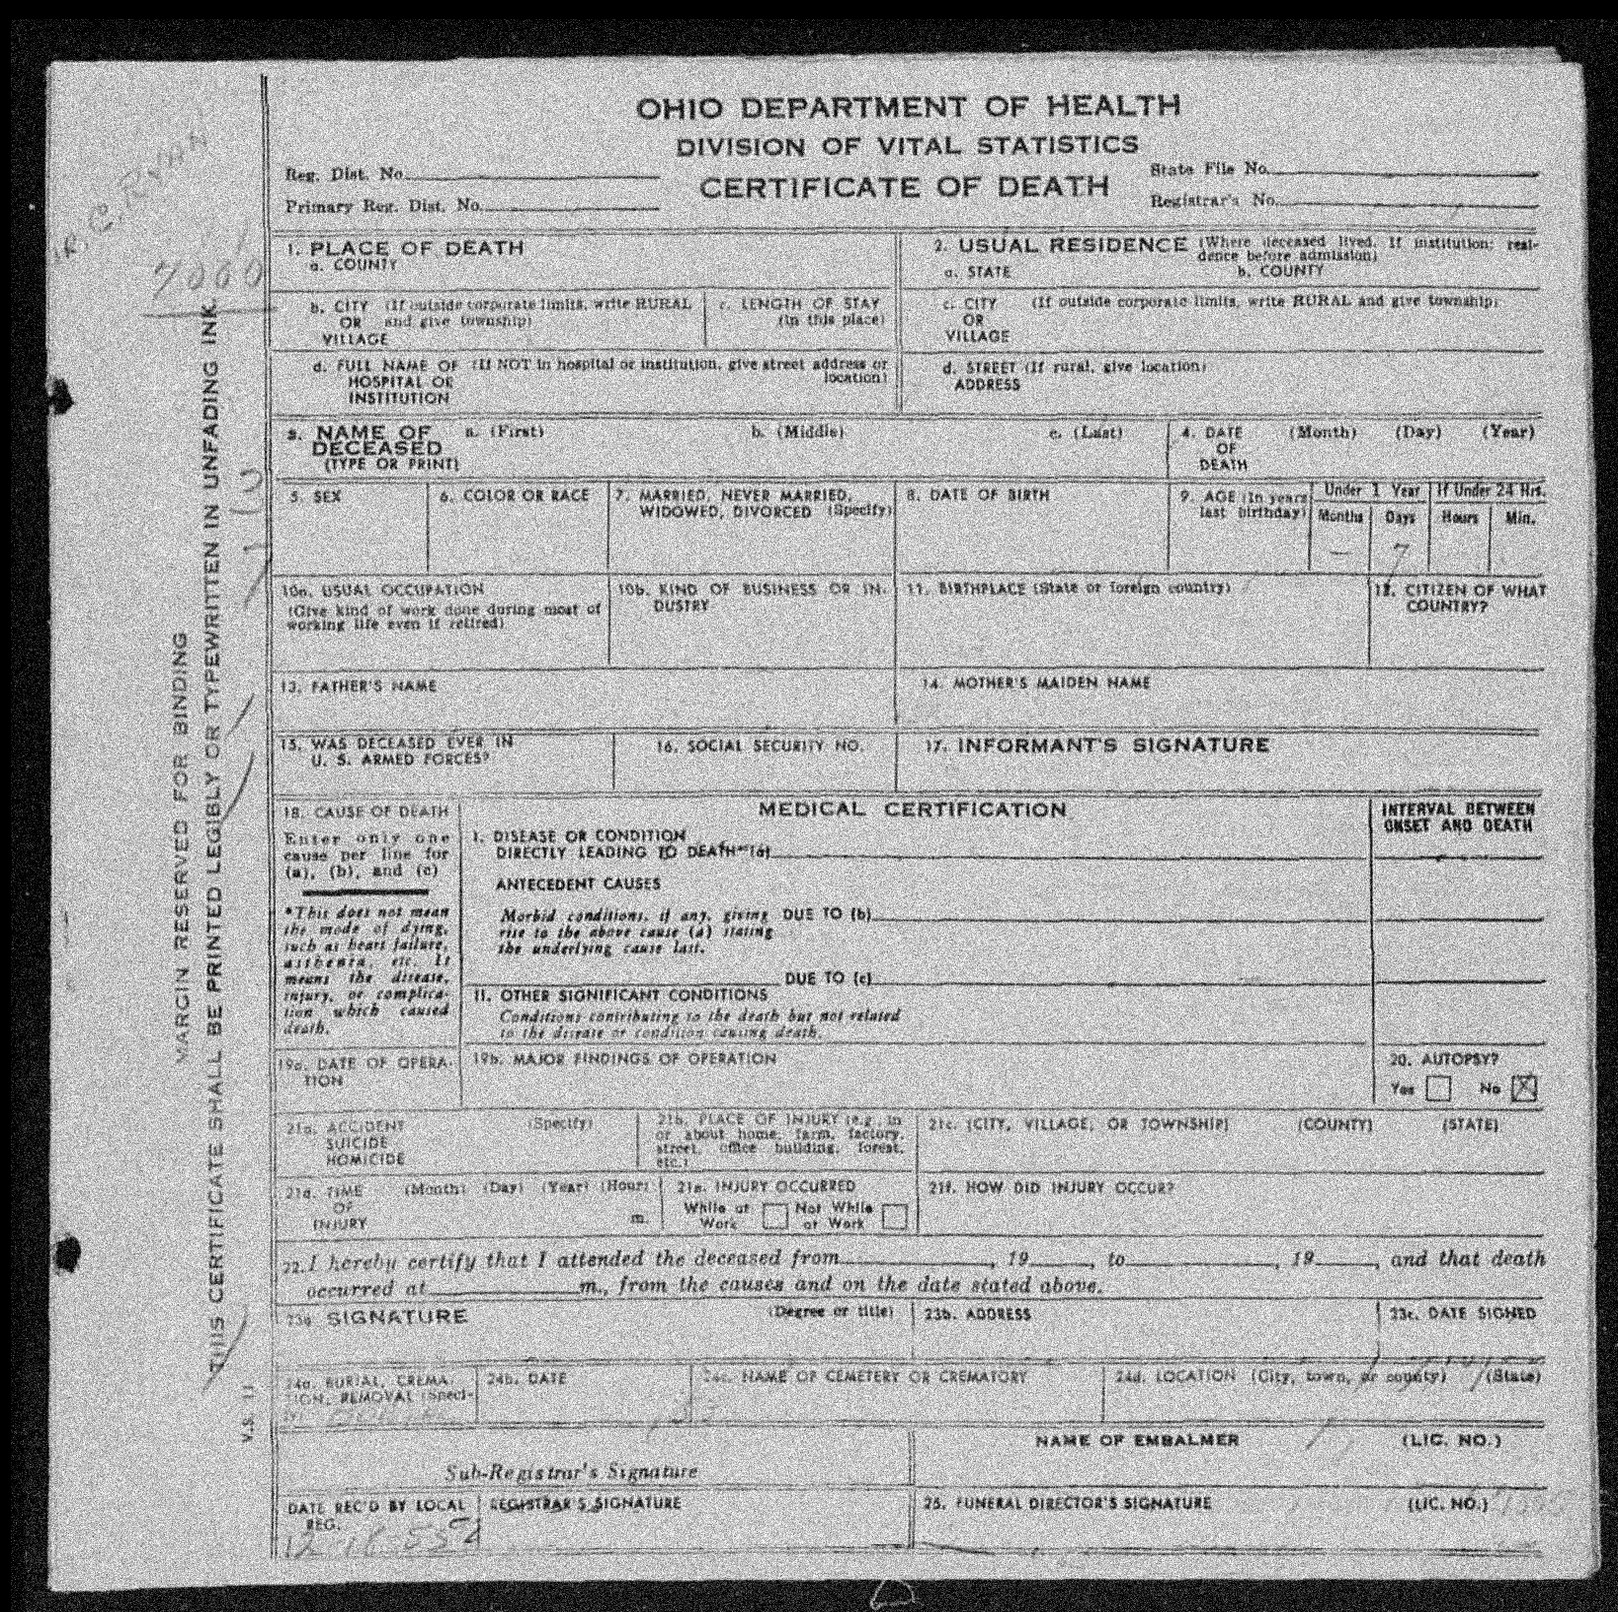 OHIO DEPARTMENT OF HEALTH
DIVISION OF VITAL STATISTICS
CERTIFICATE OF DEATH
Reg. Dist. No.
Primary Reg. Dist. No.
State File No.
Registrar's No.
7060
MARGIN RESERVED FOR BINDING
THIS CERTIFICATE SHALL BE PRINTED LEGIBLY OR TYPEWRITTEN IN UNFADING INK.
V.S. 11
1. PLACE OF DEATH
a. COUNTY
2. USUAL RESIDENCE (Where deceased lived. If institution: resi-
dence before admission)
a. STATE b. COUNTY
b. CITY (If outside corporate limits, write RURAL
OR and give township)
VILLAGE
c. LENGTH OF STAY
(in this place)
c. CITY (If outside corporate limits, write RURAL and give township)
OR
VILLAGE
d. FULL NAME OF (If NOT in hospital or institution, give street address or
HOSPITAL OR location)
INSTITUTION
d. STREET (If rural, give location)
ADDRESS
3. NAME OF a. (First) b. (Middle) c. (Last)
DECEASED
(TYPE OR PRINT)
4. DATE (Month) (Day) (Year)
OF
DEATH
5. SEX
6. COLOR OR RACE
7. MARRIED, NEVER MARRIED,
WIDOWED, DIVORCED (Specify)
8. DATE OF BIRTH
9. AGE (In years
last birthday)
Under 1 Year
Months Days
— 7
If Under 24 Hrs.
Hours Min.
10a. USUAL OCCUPATION
(Give kind of work done during most of
working life even if retired)
10b. KIND OF BUSINESS OR IN-
DUSTRY
11. BIRTHPLACE (State or foreign country)
12. CITIZEN OF WHAT
COUNTRY?
13. FATHER'S NAME
14. MOTHER'S MAIDEN NAME
15. WAS DECEASED EVER IN
U. S. ARMED FORCES?
16. SOCIAL SECURITY NO.
17. INFORMANT'S SIGNATURE
18. CAUSE OF DEATH
Enter only one
cause per line for
(a), (b), and (c)
*This does not mean
the mode of dying,
such as heart failure,
asthenia, etc. It
means the disease,
injury, or complica-
tion which caused
death.
MEDICAL CERTIFICATION
INTERVAL BETWEEN
ONSET AND DEATH
I. DISEASE OR CONDITION
DIRECTLY LEADING TO DEATH* (a)
ANTECEDENT CAUSES
Morbid conditions, if any, giving DUE TO (b)
rise to the above cause (a) stating
the underlying cause last.
DUE TO (c)
II. OTHER SIGNIFICANT CONDITIONS
Conditions contributing to the death but not related
to the disease or condition causing death.
19a. DATE OF OPERA-
TION
19b. MAJOR FINDINGS OF OPERATION
20. AUTOPSY?
Yes No X
21a. ACCIDENT (Specify)
SUICIDE
HOMICIDE
21b. PLACE OF INJURY (e.g., in
or about home, farm, factory,
street, office building, forest,
etc.)
21c. (CITY, VILLAGE, OR TOWNSHIP) (COUNTY) (STATE)
21d. TIME (Month) (Day) (Year) (Hour)
OF
INJURY m.
21e. INJURY OCCURRED
While at Not While
Work at Work
21f. HOW DID INJURY OCCUR?
22. I hereby certify that I attended the deceased from , 19 , to , 19 , and that death
occurred at m., from the causes and on the date stated above.
23a. SIGNATURE (Degree or title)
23b. ADDRESS
23c. DATE SIGNED
24a. BURIAL, CREMA-
TION, REMOVAL (Speci-
fy)
24b. DATE
24c. NAME OF CEMETERY OR CREMATORY
24d. LOCATION (City, town, or county) (State)
Sub-Registrar's Signature
NAME OF EMBALMER (LIC. NO.)
DATE REC'D BY LOCAL
REG.
REGISTRAR'S SIGNATURE
25. FUNERAL DIRECTOR'S SIGNATURE (LIC. NO.)